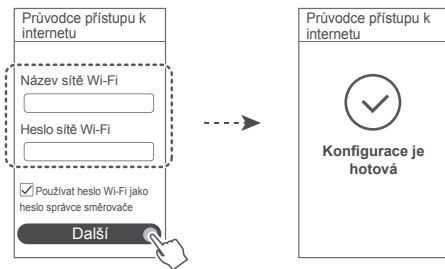 Průvodce přístupu k
internetu
Název sítě Wi-Fi
Heslo sítě Wi-Fi
Používat heslo Wi-Fi jako
heslo správce směrovače
Další
Průvodce přístupu k
internetu
Konfigurace je
hotová